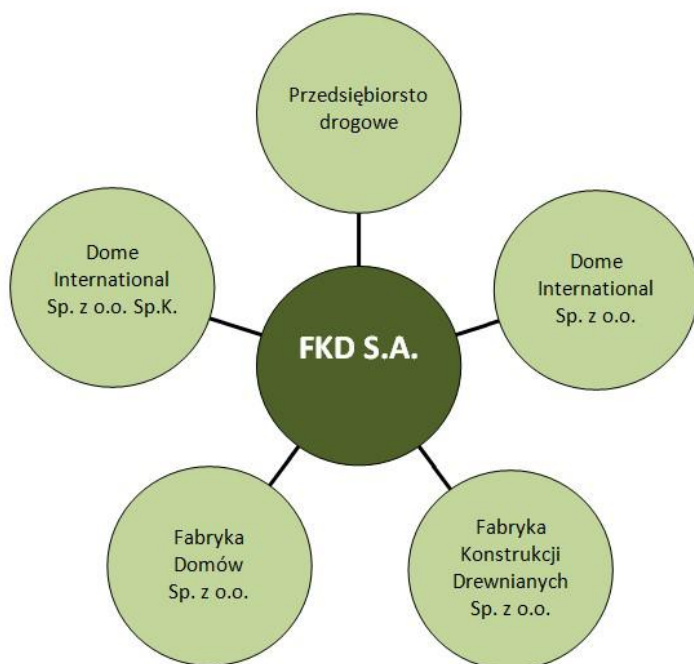 Przedsiębiorsto
drogowe
Dome
International
Sp. z o.o. Sp.K.
Dome
International
Sp. z o.o.
FKD S.A.
Fabryka
Domów
Sp. z o.o.
Fabryka
Konstrukcji
Drewnianych
Sp. z o.o.